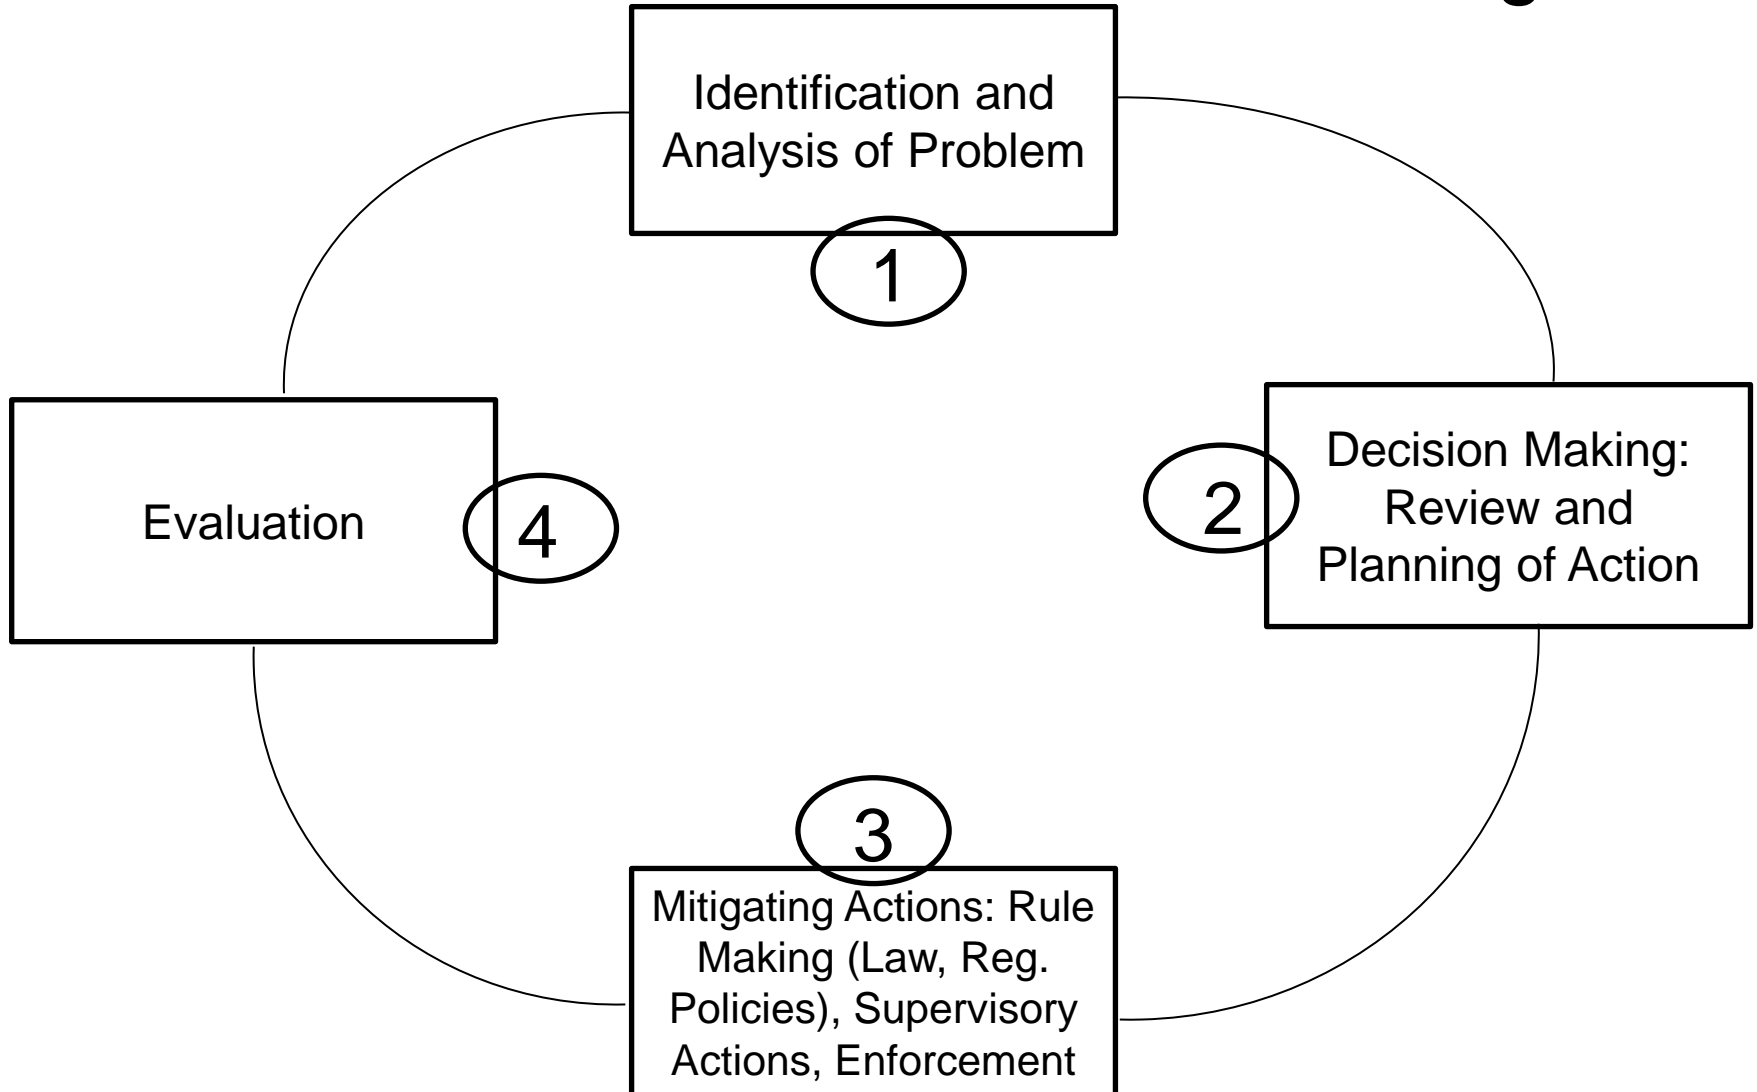 Identification and
Analysis of Problem
1
Decision Making:
Review and
Planning of Action
2
3
Mitigating Actions: Rule
Making (Law, Reg.
Policies), Supervisory
Actions, Enforcement
Evaluation
4